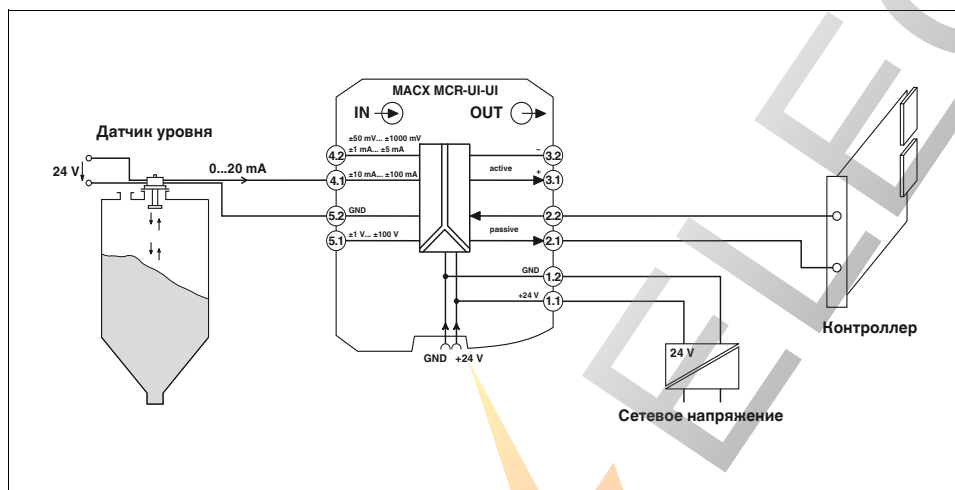 MACX MCR-UI-UI
IN
OUT
Датчик уровня
24 V
0...20 mA
±50 mV... ±1000 mV
±1 mA... ±5 mA
4.2
±10 mA... ±100 mA
4.1
GND
5.2
±1 V... ±100 V
5.1
–
3.2
active
+
3.1
2.2
passive
2.1
GND
1.2
+24 V
1.1
GND +24 V
24 V
Сетевое напряжение
Контроллер
ELEC